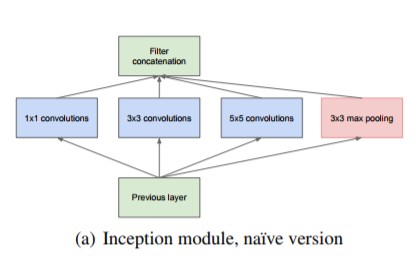 Filter
concatenation
1x1 convolutions
3x3 convolutions
5x5 convolutions
3x3 max pooling
Previous layer
(a) Inception module, naïve version